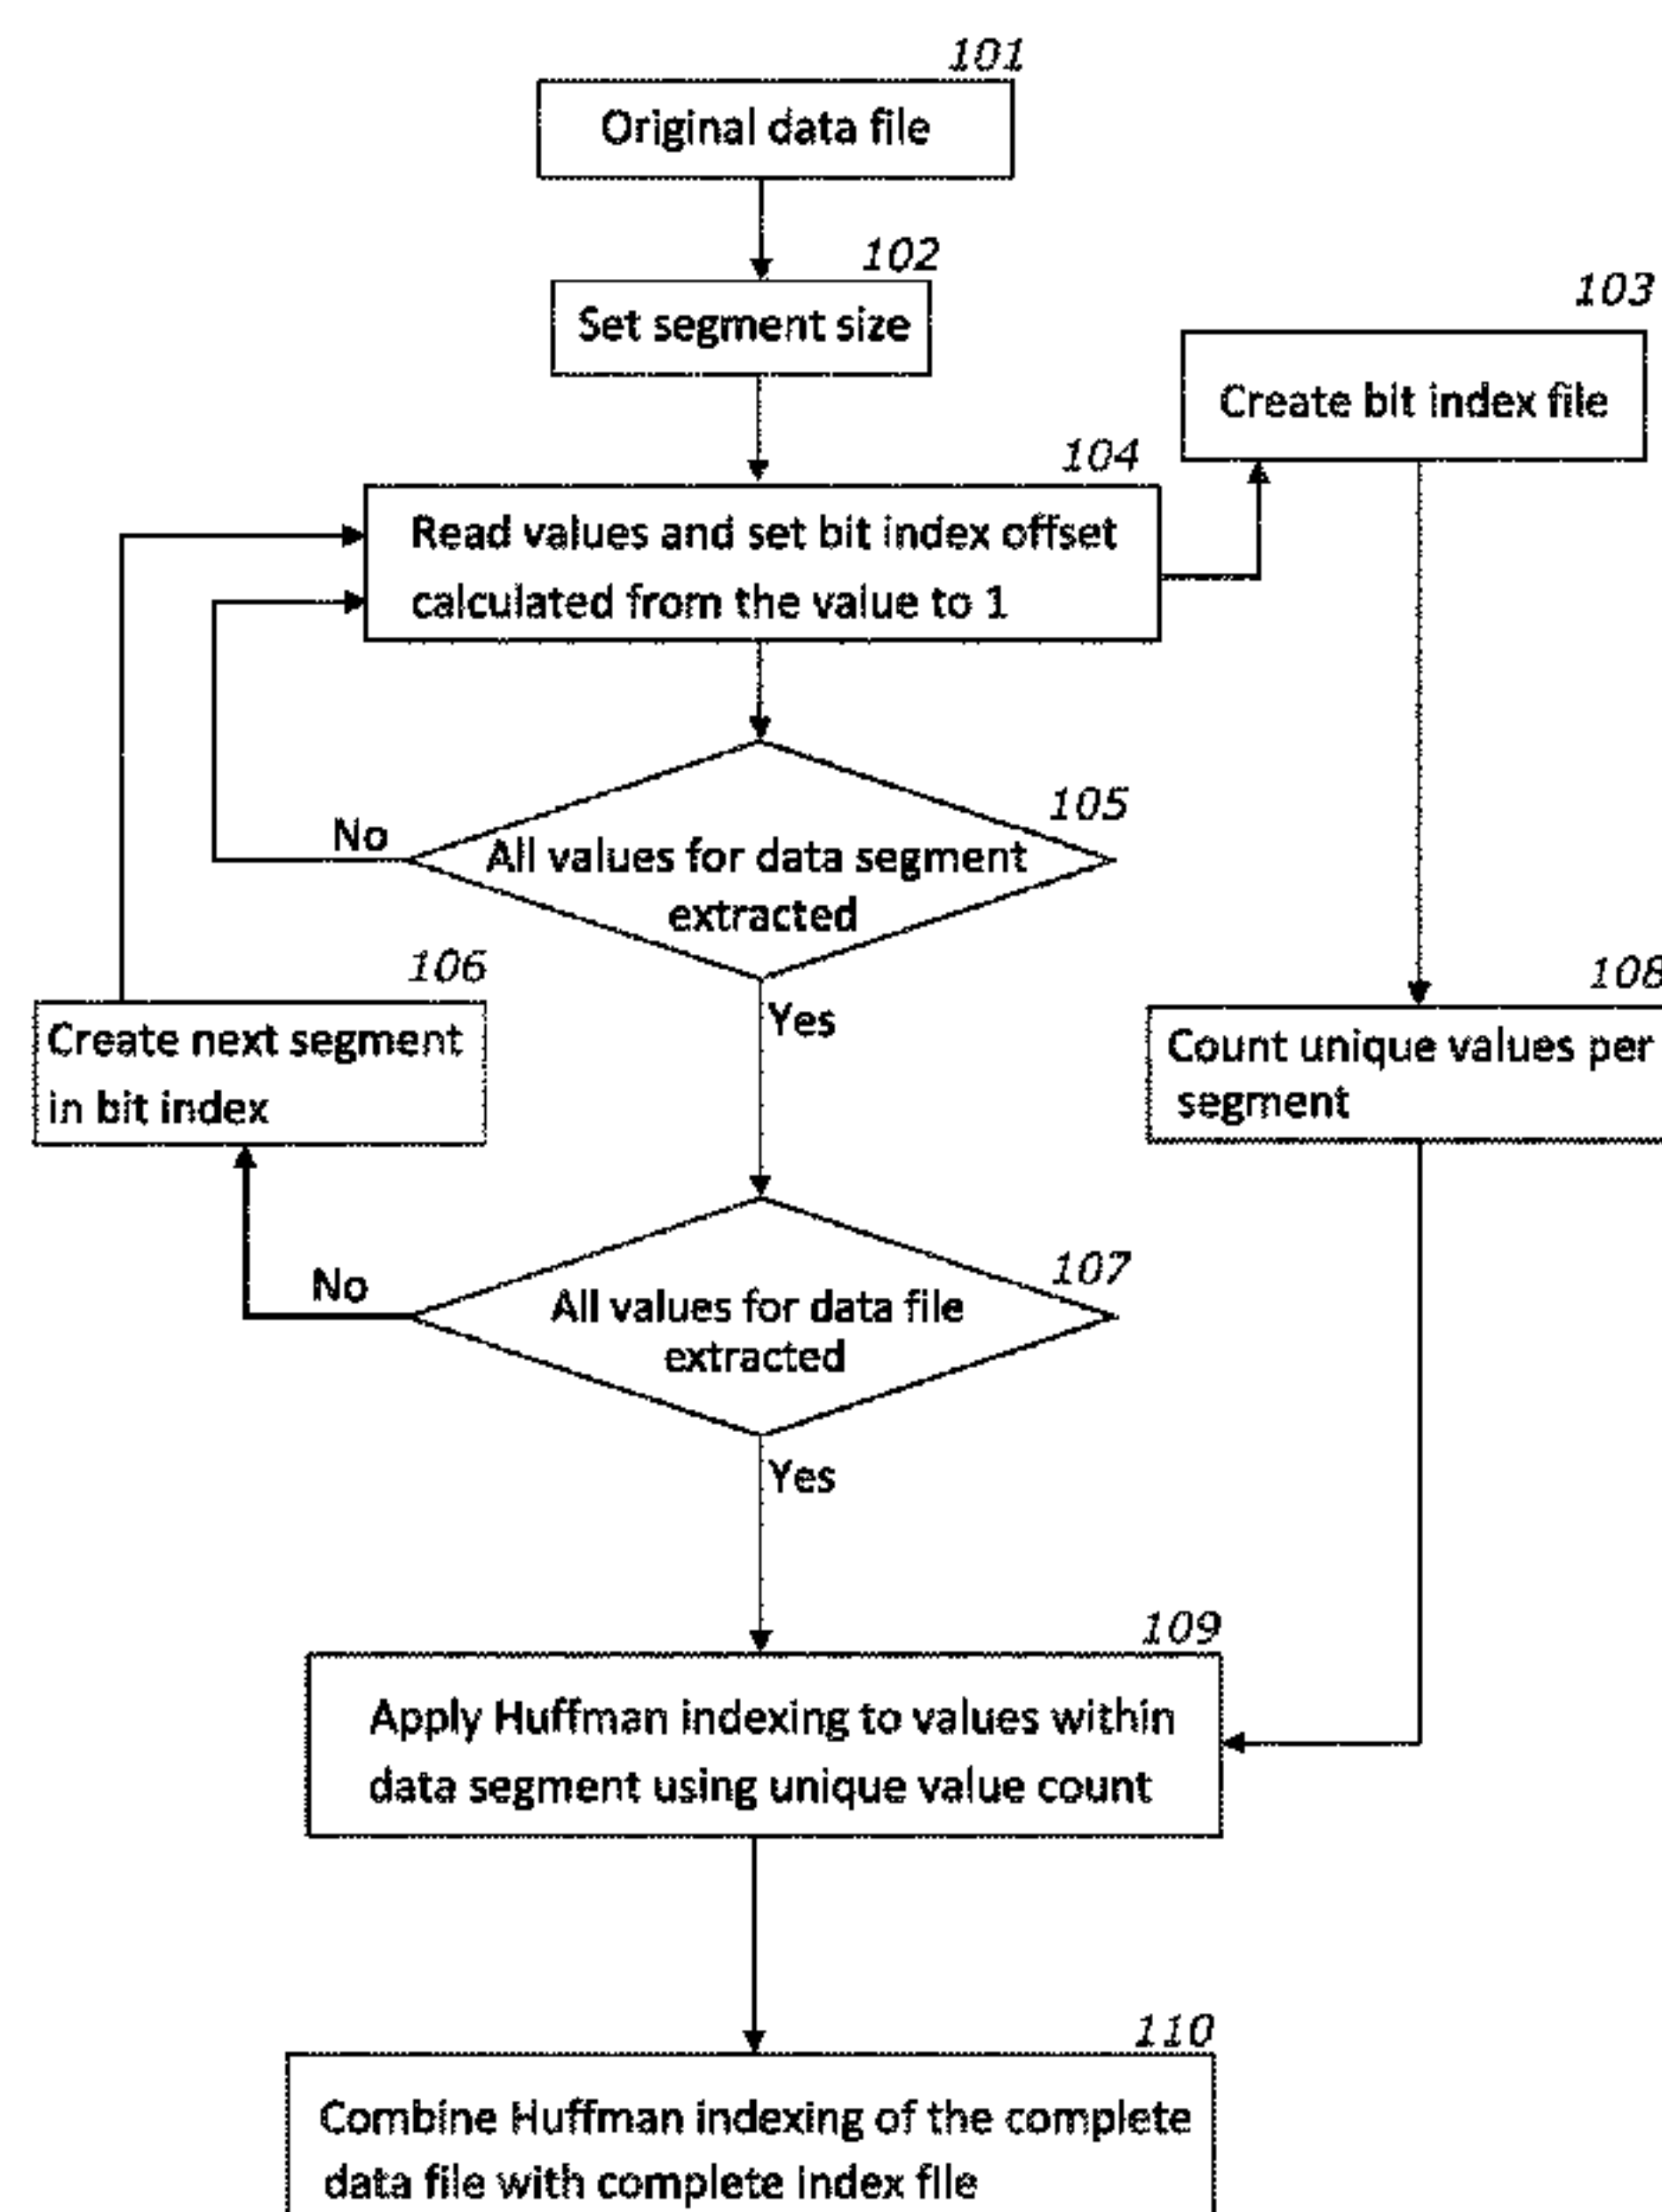 101
Original data file
102
Set segment size
103
Create bit index file
104
Read values and set bit index offset
calculated from the value to 1
105
No
All values for data segment
extracted
Yes
106
Create next segment
in bit index
108
Count unique values per
segment
107
No
All values for data file
extracted
Yes
109
Apply Huffman indexing to values within
data segment using unique value count
110
Combine Huffman indexing of the complete
data file with complete index file